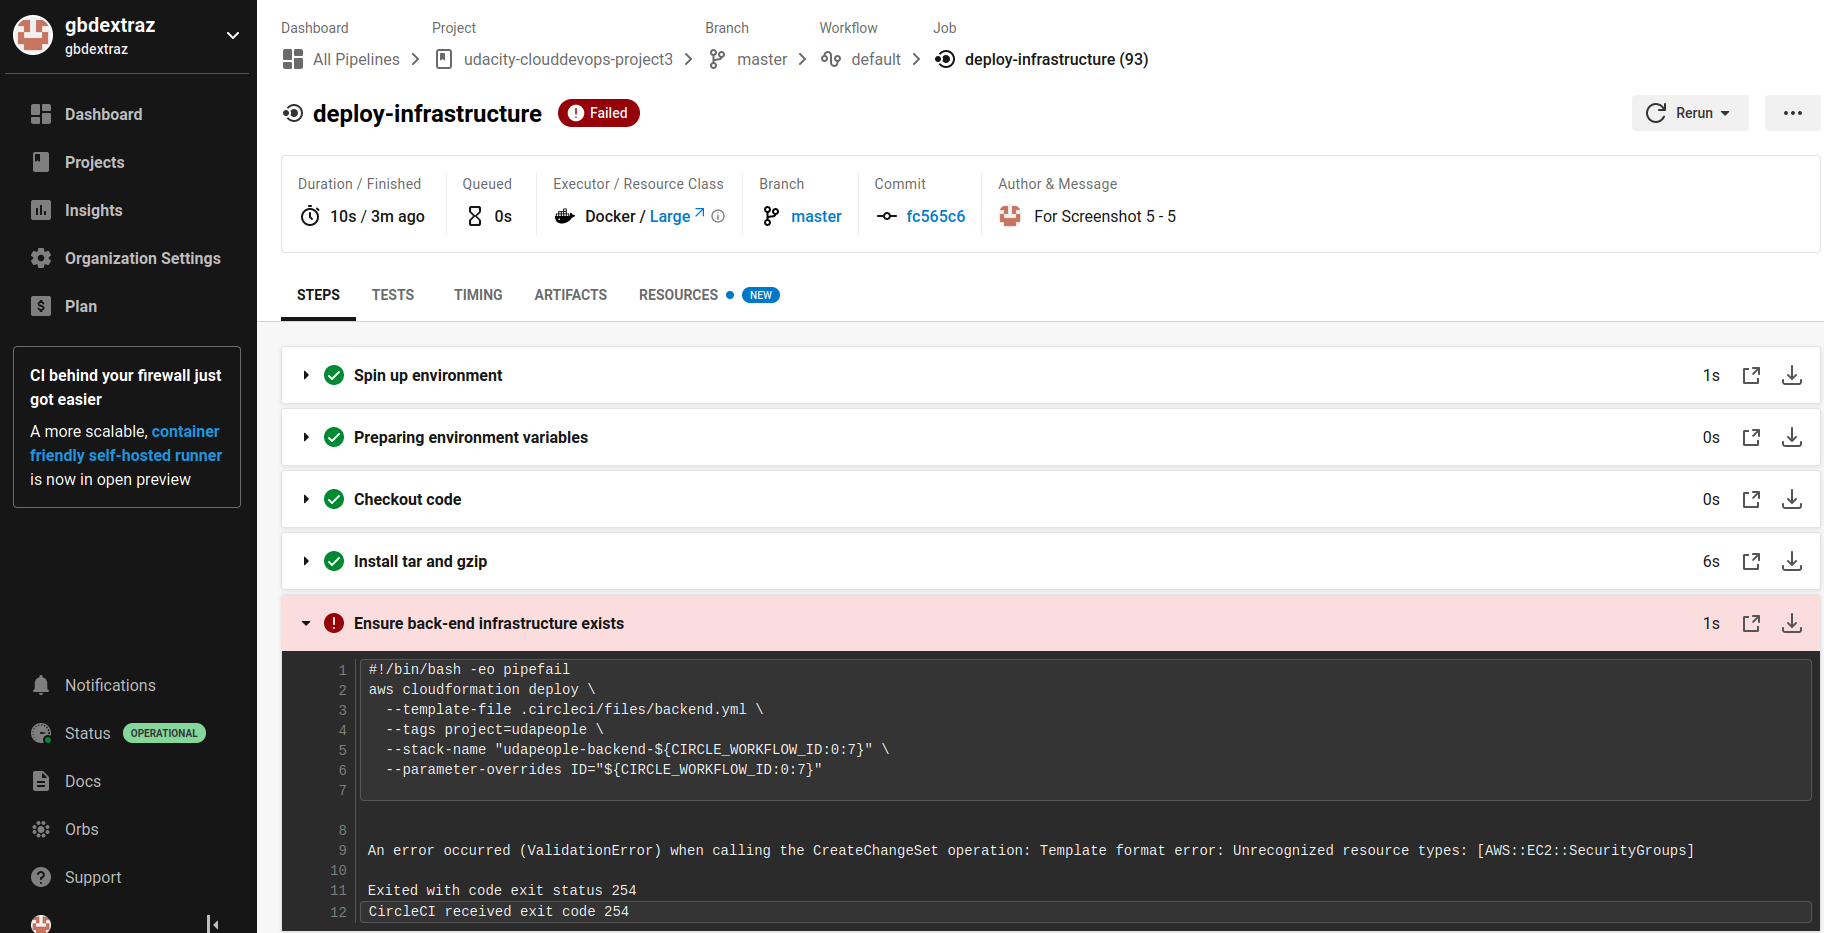 gbdextraz
gbdextraz
Dashboard
Projects
Insights
Organization Settings
Plan
CI behind your firewall just
got easier
A more scalable, container
friendly self-hosted runner
is now in open preview
Notifications
Status OPERATIONAL
Docs
Orbs
Support
Dashboard Project Branch Workflow Job
All Pipelines udacity-clouddevops-project3 master default deploy-infrastructure (93)
deploy-infrastructure Failed
Rerun
Duration / Finished Queued Executor / Resource Class Branch Commit Author & Message
10s / 3m ago 0s Docker / Large master fc565c6 For Screenshot 5 - 5
STEPS TESTS TIMING ARTIFACTS RESOURCES NEW
Spin up environment 1s
Preparing environment variables 0s
Checkout code 0s
Install tar and gzip 6s
Ensure back-end infrastructure exists 1s
1 #!/bin/bash -eo pipefail
2 aws cloudformation deploy \
3 --template-file .circleci/files/backend.yml \
4 --tags project=udapeople \
5 --stack-name "udapeople-backend-${CIRCLE_WORKFLOW_ID:0:7}" \
6 --parameter-overrides ID="${CIRCLE_WORKFLOW_ID:0:7}"
7
8
9 An error occurred (ValidationError) when calling the CreateChangeSet operation: Template format error: Unrecognized resource types: [AWS::EC2::SecurityGroups]
10
11 Exited with code exit status 254
12 CircleCI received exit code 254